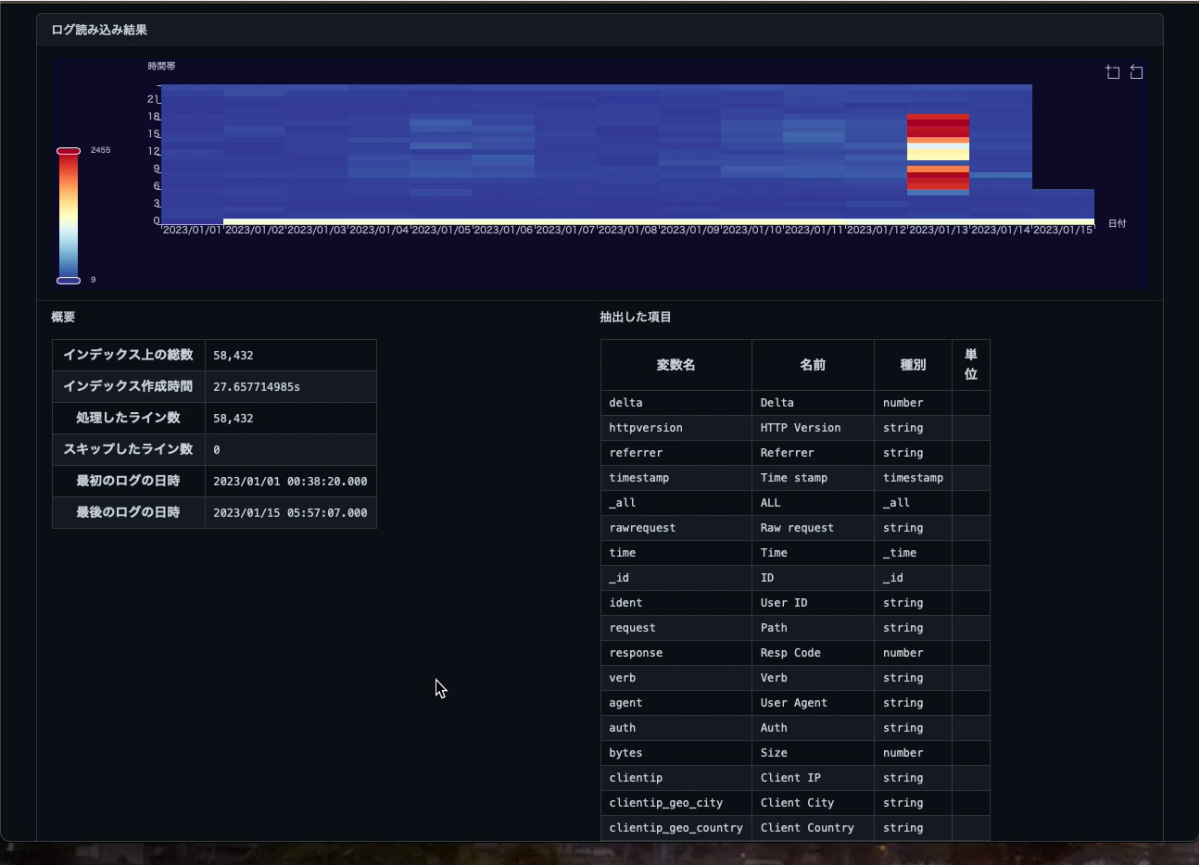 ログ読み込み結果
時間帯
21
18
15
12
9
6
3
0
2455
9
2023/01/01 2023/01/02 2023/01/03 2023/01/04 2023/01/05 2023/01/06 2023/01/07 2023/01/08 2023/01/09 2023/01/10 2023/01/11 2023/01/12 2023/01/13 2023/01/14 2023/01/15
日付
概要
インデックス上の総数 58,432
インデックス作成時間 27.657714985s
処理したライン数 58,432
スキップしたライン数 0
最初のログの日時 2023/01/01 00:38:20.000
最後のログの日時 2023/01/15 05:57:07.000
抽出した項目
変数名 名前 種別 単位
delta Delta number
httpversion HTTP Version string
referrer Referrer string
timestamp Time stamp timestamp
_all ALL _all
rawrequest Raw request string
time Time _time
_id ID _id
ident User ID string
request Path string
response Resp Code number
verb Verb string
agent User Agent string
auth Auth string
bytes Size number
clientip Client IP string
clientip_geo_city Client City string
clientip_geo_country Client Country string